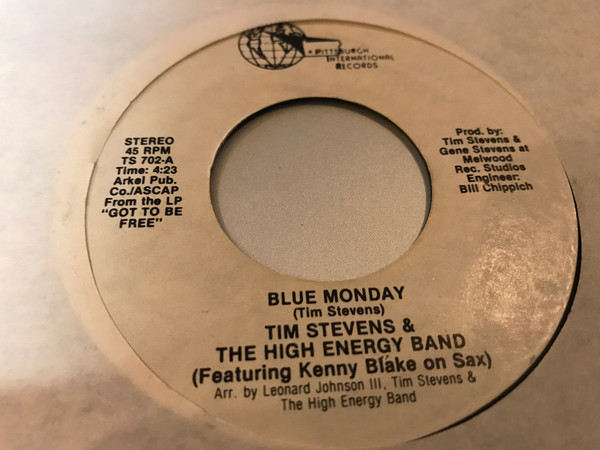 PITTSBURGH
INTERNATIONAL
RECORDS
STEREO
45 RPM
TS 702-A
Time: 4:23
Arkel Pub.
Co./ASCAP
From the LP
"GOT TO BE
FREE"
Prod. by:
Tim Stevens &
Gene Stevens at
Melwood
Rec. Studios
Engineer:
Bill Chippich
BLUE MONDAY
(Tim Stevens)
TIM STEVENS &
THE HIGH ENERGY BAND
(Featuring Kenny Blake on Sax)
Arr. by Leonard Johnson III, Tim Stevens &
The High Energy Band